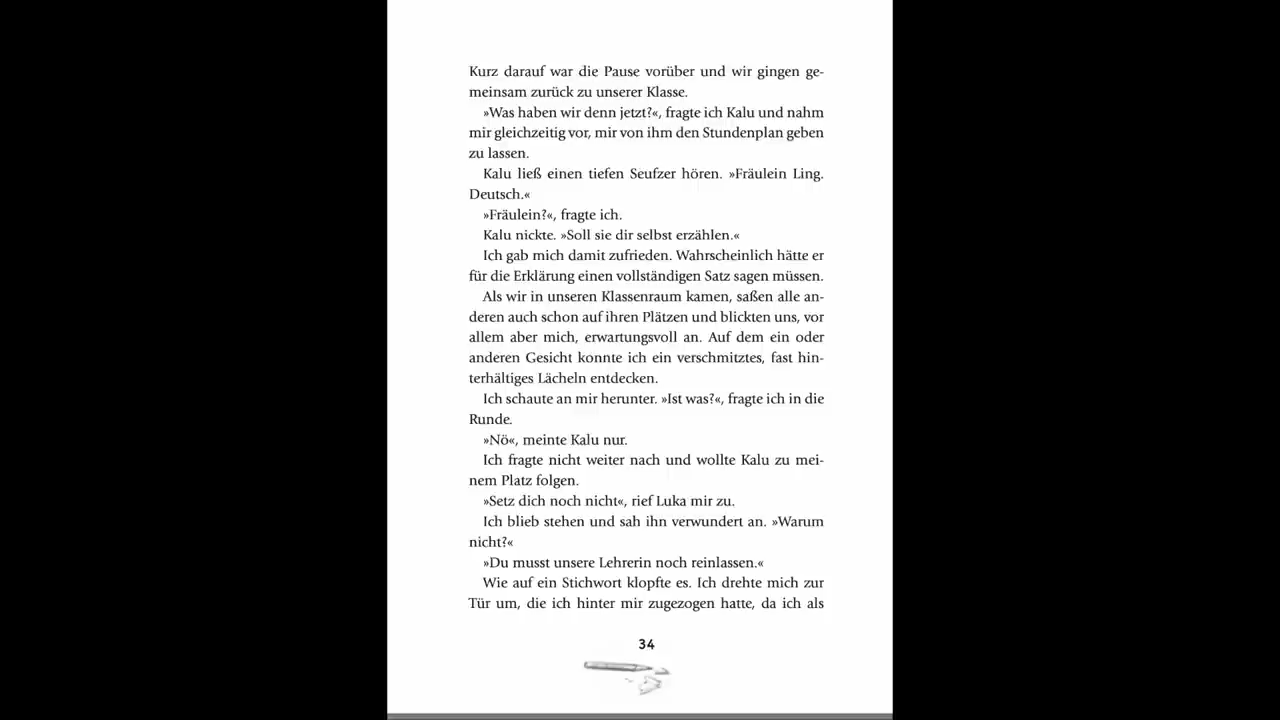 Kurz darauf war die Pause vorüber und wir gingen ge-
meinsam zurück zu unserer Klasse.
»Was haben wir denn jetzt?«, fragte ich Kalu und nahm
mir gleichzeitig vor, mir von ihm den Stundenplan geben
zu lassen.
Kalu ließ einen tiefen Seufzer hören. »Fräulein Ling.
Deutsch.«
»Fräulein?«, fragte ich.
Kalu nickte. »Soll sie dir selbst erzählen.«
Ich gab mich damit zufrieden. Wahrscheinlich hätte er
für die Erklärung einen vollständigen Satz sagen müssen.
Als wir in unseren Klassenraum kamen, saßen alle an-
deren auch schon auf ihren Plätzen und blickten uns, vor
allem aber mich, erwartungsvoll an. Auf dem ein oder
anderen Gesicht konnte ich ein verschmitztes, fast hin-
terhältiges Lächeln entdecken.
Ich schaute an mir herunter. »Ist was?«, fragte ich in die
Runde.
»Nö«, meinte Kalu nur.
Ich fragte nicht weiter nach und wollte Kalu zu mei-
nem Platz folgen.
»Setz dich noch nicht«, rief Luka mir zu.
Ich blieb stehen und sah ihn verwundert an. »Warum
nicht?«
»Du musst unsere Lehrerin noch reinlassen.«
Wie auf ein Stichwort klopfte es. Ich drehte mich zur
Tür um, die ich hinter mir zugezogen hatte, da ich als
34